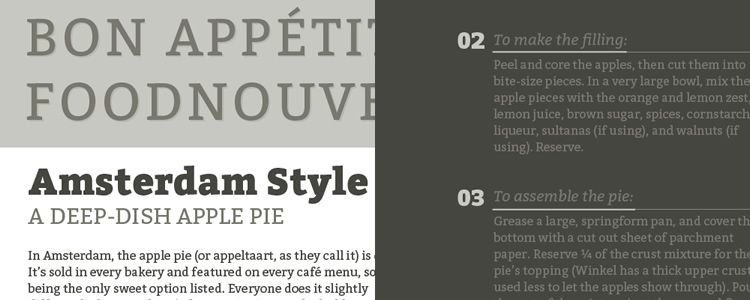 BON APPÉTIT
FOODNOUVE
Amsterdam Style
A DEEP-DISH APPLE PIE
In Amsterdam, the apple pie (or appeltaart, as they call it) is
It's sold in every bakery and featured on every café menu, so
being the only sweet option listed. Everyone does it slightly
02 To make the filling:
Peel and core the apples, then cut them into
bite-size pieces. In a very large bowl, mix the
apple pieces with the orange and lemon zest,
lemon juice, brown sugar, spices, cornstarch
liqueur, sultanas (if using), and walnuts (if
using). Reserve.
03 To assemble the pie:
Grease a large, springform pan, and cover th
bottom with a cut out sheet of parchment
paper. Reserve ¼ of the crust mixture for the
pie's topping (Winkel has a thick upper crust
used less to let the apples show through). Pou